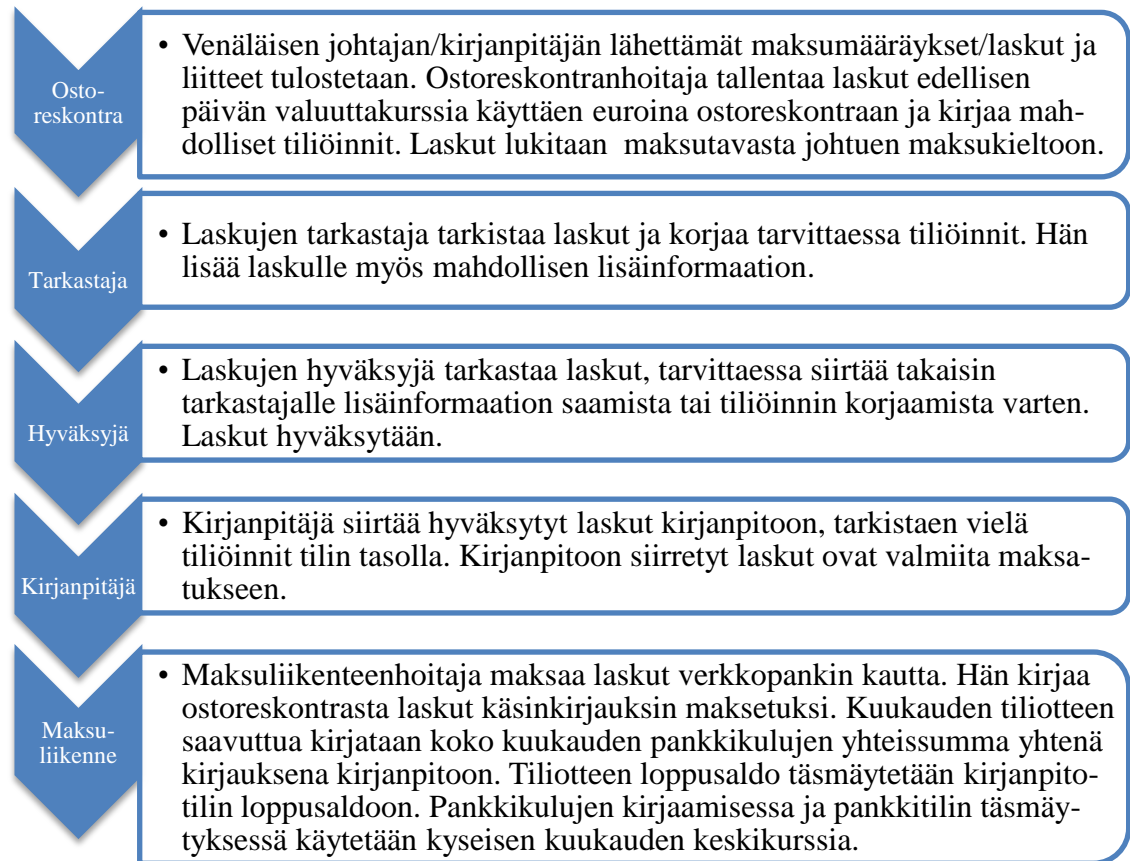 Osto-
reskontra
• Venäläisen johtajan/kirjanpitäjän lähettämät maksumääräykset/laskut ja
liitteet tulostetaan. Ostoreskontranhoitaja tallentaa laskut edellisen
päivän valuuttakurssia käyttäen euroina ostoreskontraan ja kirjaa mah-
dolliset tiliöinnit. Laskut lukitaan  maksutavasta johtuen maksukieltoon.
Tarkastaja
• Laskujen tarkastaja tarkistaa laskut ja korjaa tarvittaessa tiliöinnit. Hän
lisää laskulle myös mahdollisen lisäinformaation.
Hyväksyjä
• Laskujen hyväksyjä tarkastaa laskut, tarvittaessa siirtää takaisin
tarkastajalle lisäinformaation saamista tai tiliöinnin korjaamista varten.
Laskut hyväksytään.
Kirjanpitäjä
• Kirjanpitäjä siirtää hyväksytyt laskut kirjanpitoon, tarkistaen vielä
tiliöinnit tilin tasolla. Kirjanpitoon siirretyt laskut ovat valmiita maksa-
tukseen.
Maksu-
liikenne
• Maksuliikenteenhoitaja maksaa laskut verkkopankin kautta. Hän kirjaa
ostoreskontrasta laskut käsinkirjauksin maksetuksi. Kuukauden tiliotteen
saavuttua kirjataan koko kuukauden pankkikulujen yhteissumma yhtenä
kirjauksena kirjanpitoon. Tiliotteen loppusaldo täsmäytetään kirjanpito-
tilin loppusaldoon. Pankkikulujen kirjaamisessa ja pankkitilin täsmäy-
tyksessä käytetään kyseisen kuukauden keskikurssia.